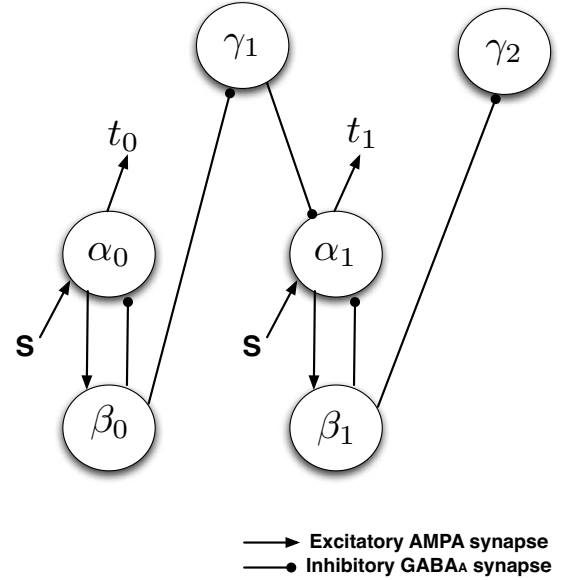 γ1
γ2
t0
t1
α0
α1
S
S
β0
β1
Excitatory AMPA synapse
Inhibitory GABAA synapse